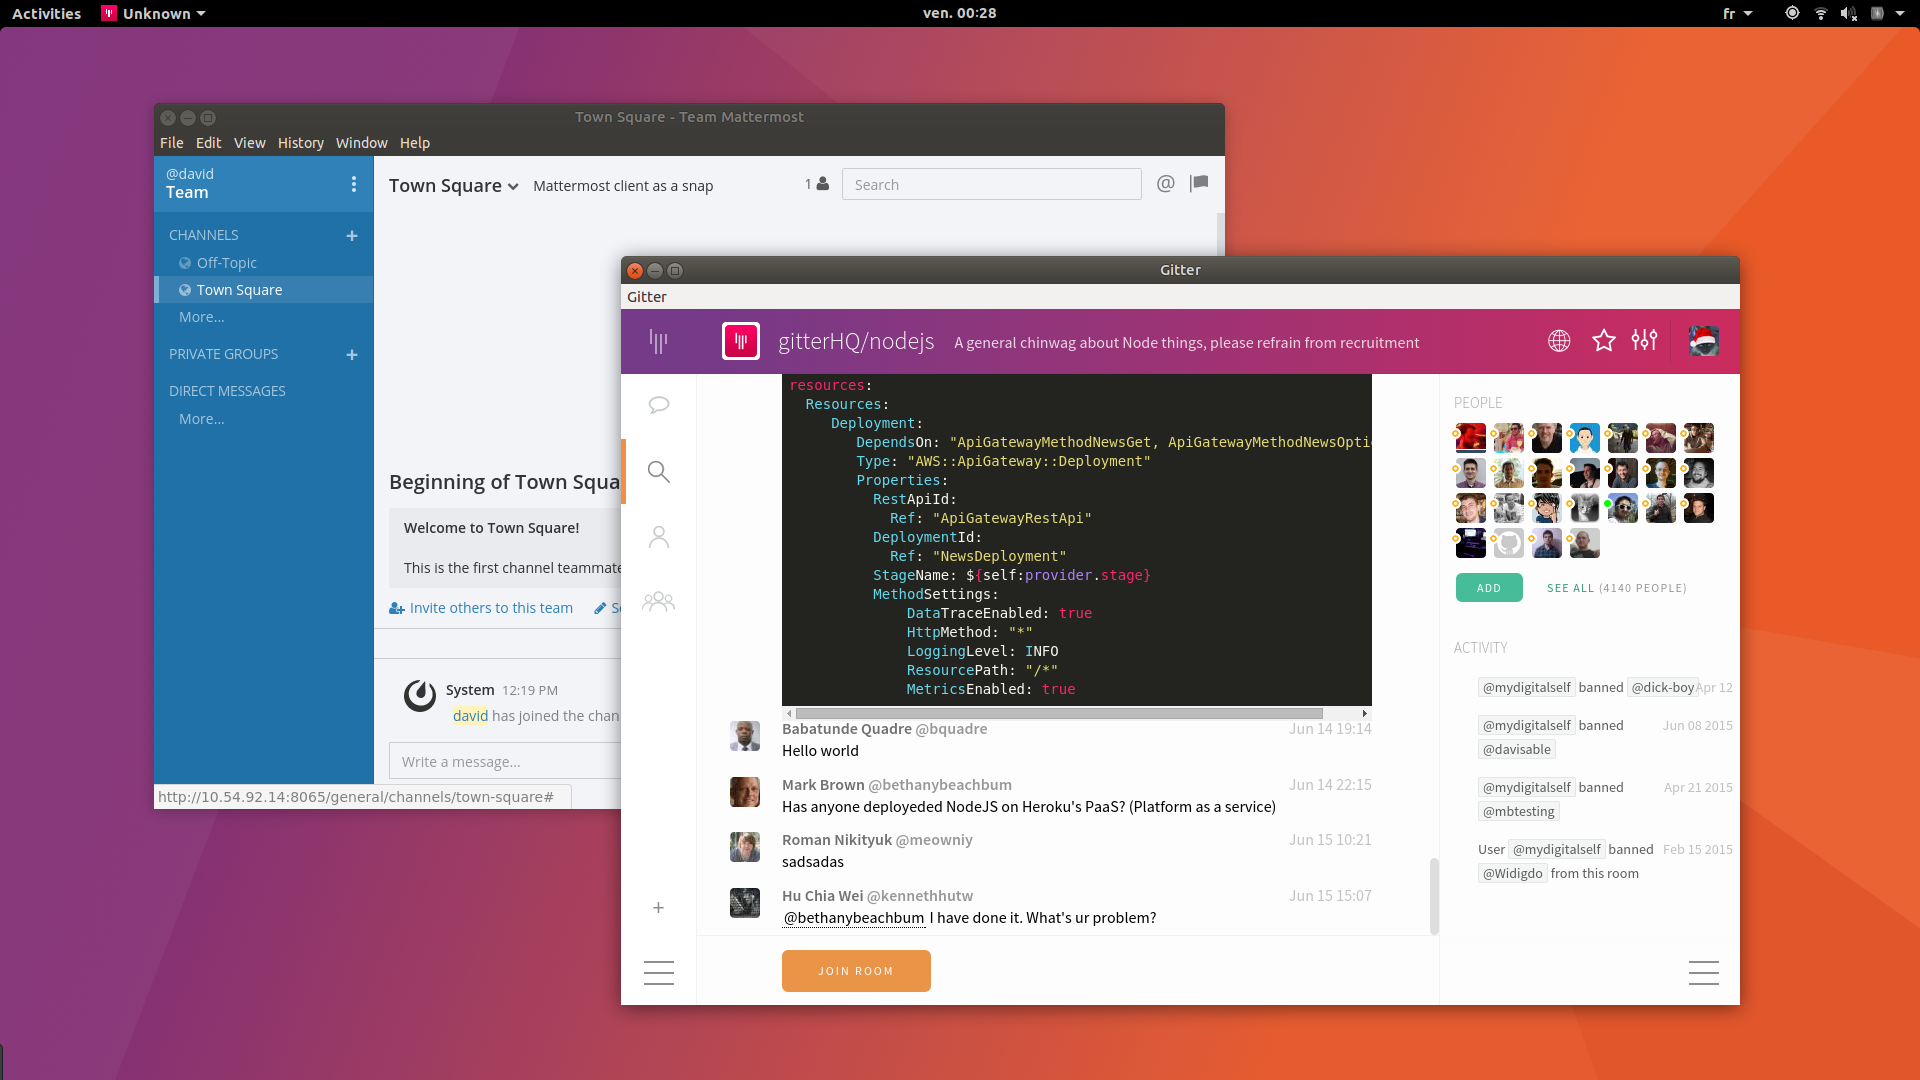 Activities Unknown ven. 00:28 fr
Town Square - Team Mattermost
File Edit View History Window Help
@david
Team
Town Square Mattermost client as a snap 1 Search @
CHANNELS +
Off-Topic
Town Square
More...
PRIVATE GROUPS +
DIRECT MESSAGES
More...
Beginning of Town Squa
Welcome to Town Square!
This is the first channel teammate
Invite others to this team
System 12:19 PM
david has joined the chan
Write a message...
http://10.54.92.14:8065/general/channels/town-square#
Gitter
Gitter
gitterHQ/nodejs A general chinwag about Node things, please refrain from recruitment
resources:
Resources:
Deployment:
DependsOn: "ApiGatewayMethodNewsGet, ApiGatewayMethodNewsOptio
Type: "AWS::ApiGateway::Deployment"
Properties:
RestApiId:
Ref: "ApiGatewayRestApi"
DeploymentId:
Ref: "NewsDeployment"
StageName: ${self:provider.stage}
MethodSettings:
DataTraceEnabled: true
HttpMethod: "*"
LoggingLevel: INFO
ResourcePath: "/*"
MetricsEnabled: true
Babatunde Quadre @bquadre Jun 14 19:14
Hello world
Mark Brown @bethanybeachbum Jun 14 22:15
Has anyone deployeded NodeJS on Heroku's PaaS? (Platform as a service)
Roman Nikityuk @meowniy Jun 15 10:21
sadsadas
Hu Chia Wei @kennethhutw Jun 15 15:07
@bethanybeachbum I have done it. What's ur problem?
+
JOIN ROOM
PEOPLE
ADD SEE ALL (4140 PEOPLE)
ACTIVITY
@mydigitalself banned @dick-boy Apr 12
@mydigitalself banned Jun 08 2015
@davisable
@mydigitalself banned Apr 21 2015
@mbtesting
User @mydigitalself banned Feb 15 2015
@Widigdo from this room